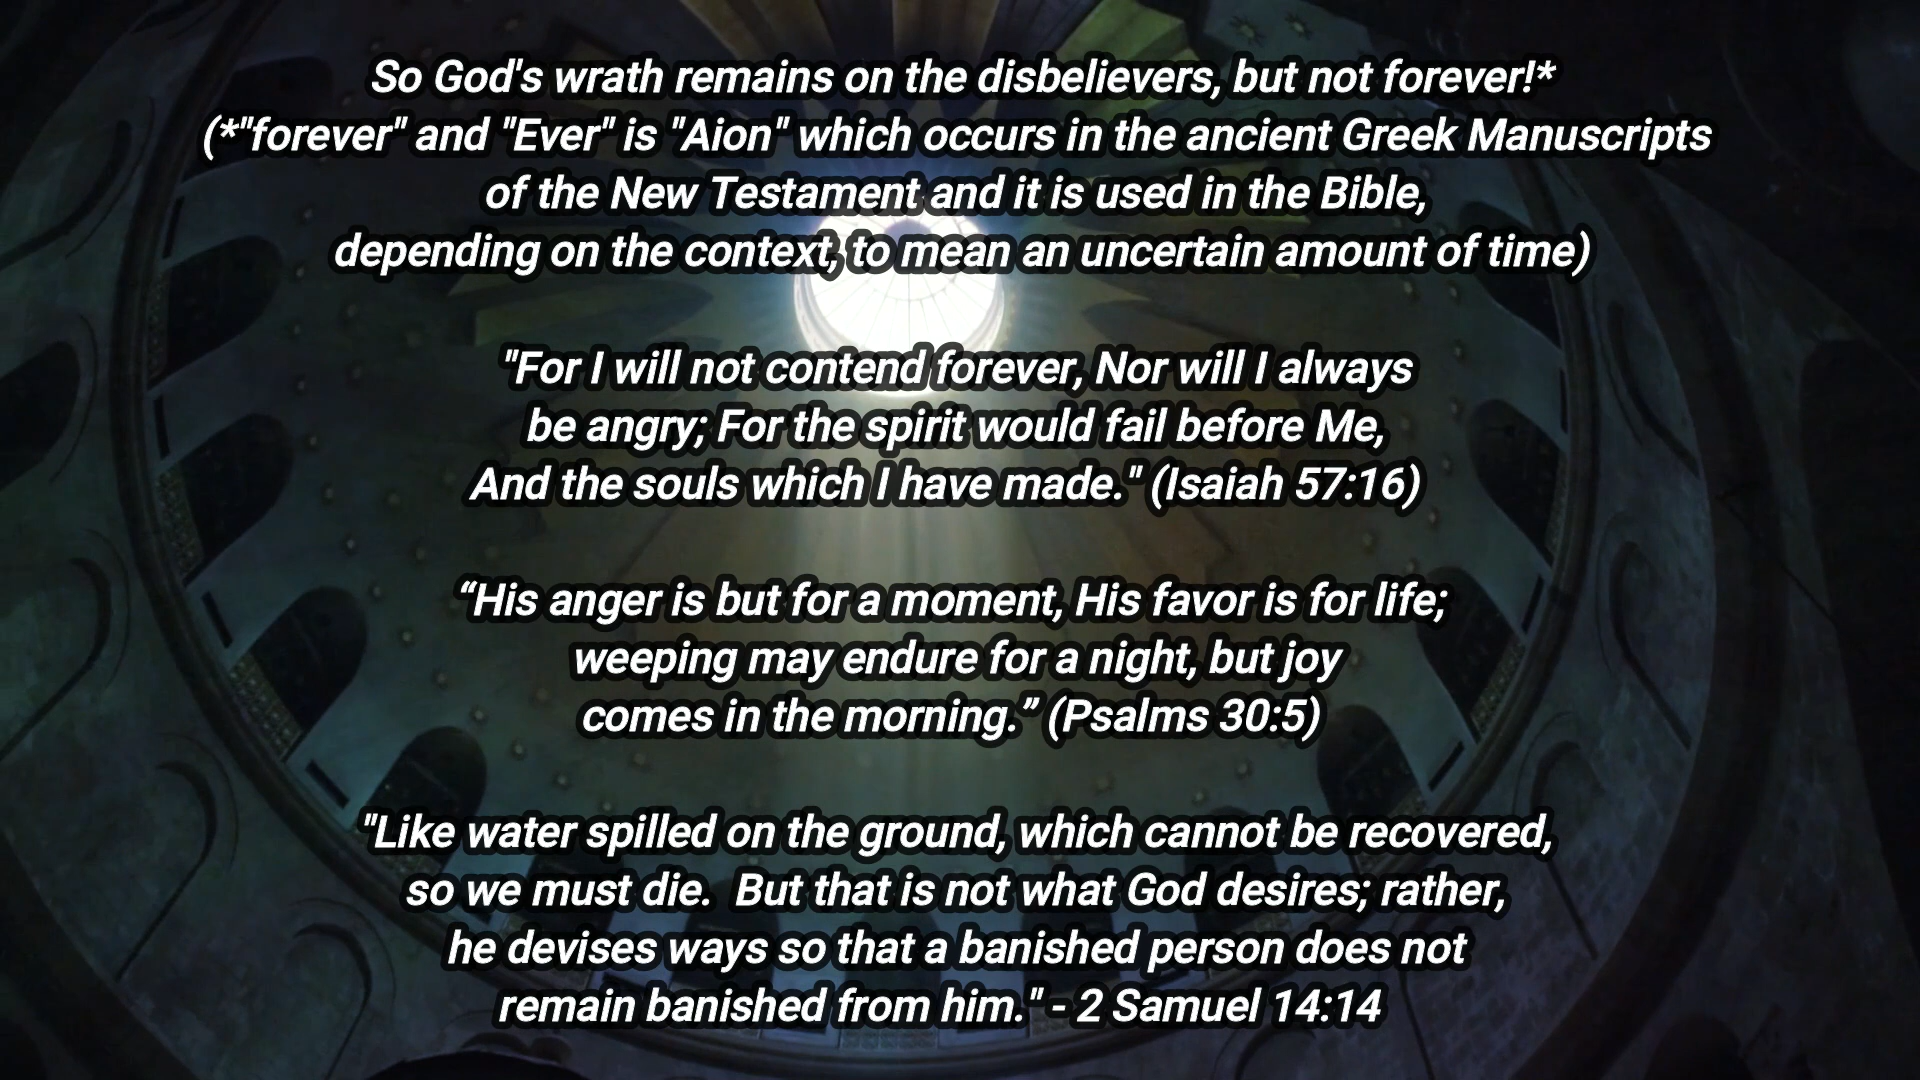 So God's wrath remains on the disbelievers, but not forever!*
(*"forever" and "Ever" is "Aion" which occurs in the ancient Greek Manuscripts
of the New Testament and it is used in the Bible,
depending on the context, to mean an uncertain amount of time)
"For I will not contend forever, Nor will I always
be angry; For the spirit would fail before Me,
And the souls which I have made." (Isaiah 57:16)
“His anger is but for a moment, His favor is for life;
weeping may endure for a night, but joy
comes in the morning.” (Psalms 30:5)
"Like water spilled on the ground, which cannot be recovered,
so we must die.  But that is not what God desires; rather,
he devises ways so that a banished person does not
remain banished from him." - 2 Samuel 14:14